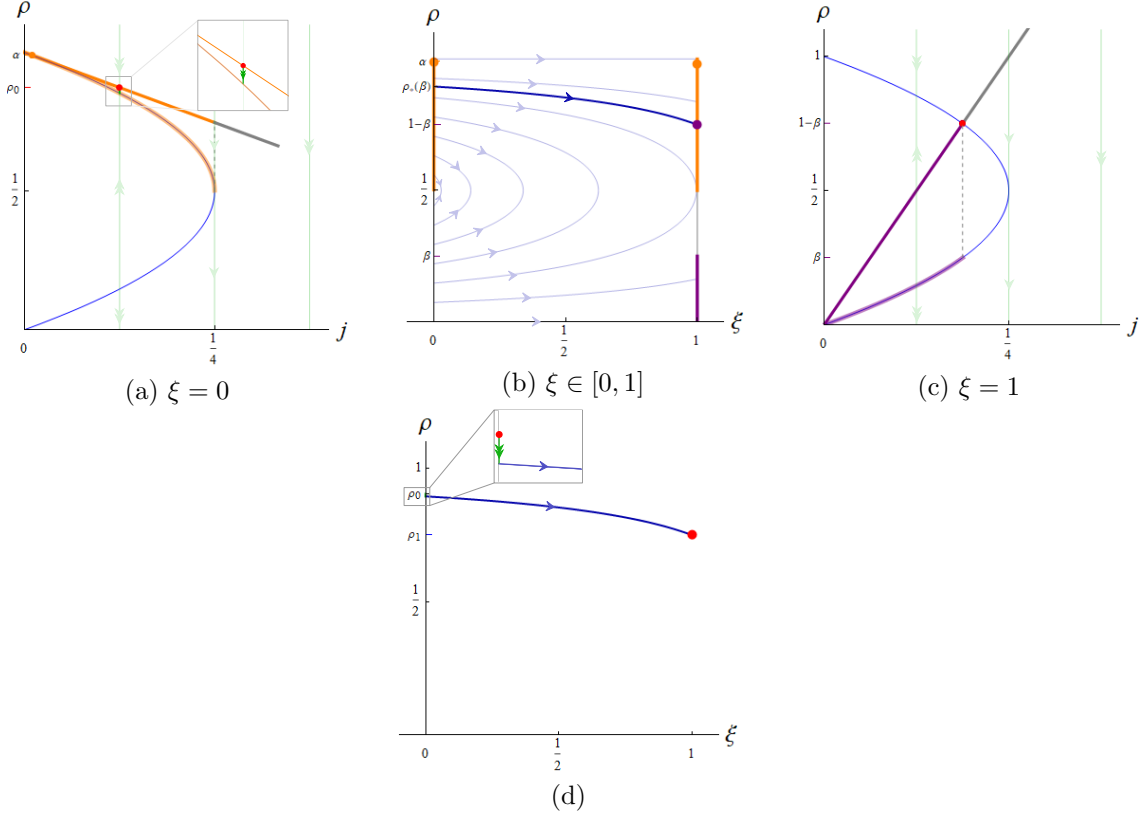 ρ
α
ρ₀
1/2
0
1/4
j
(a) ξ = 0
ρ
α
ρ₊(β)
1-β
1/2
β
0
1/2
1
ξ
(b) ξ ∈ [0, 1]
ρ
1
1-β
1/2
β
0
1/4
j
(c) ξ = 1
ρ
1
ρ₀
ρ₁
1/2
0
1/2
1
ξ
(d)